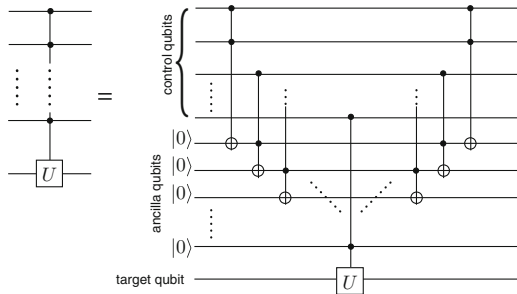 U
=
control qubits
|0⟩
|0⟩
|0⟩
ancilla qubits
|0⟩
target qubit
U